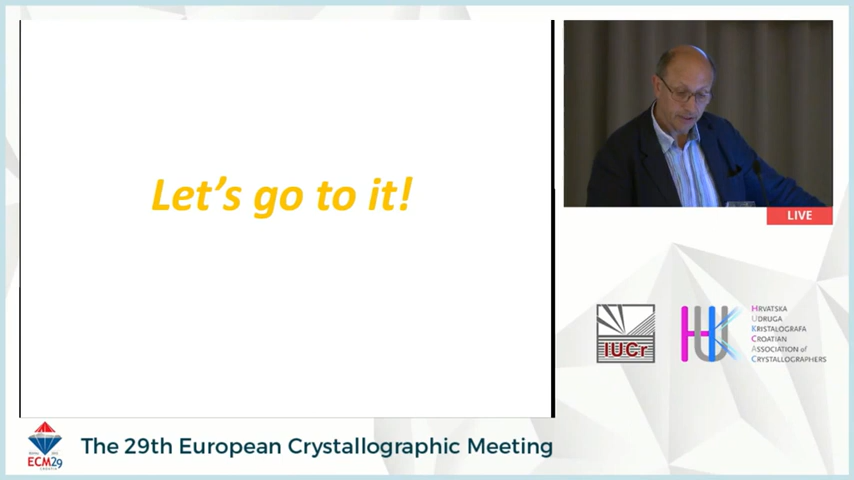 Let's go to it!
LIVE
IUCr
HUK
HRVATSKA
UDRUGA
KRISTALOGRAFA
CROATIAN
ASSOCIATION of
CRYSTALLOGRAPHERS
ECM29
The 29th European Crystallographic Meeting